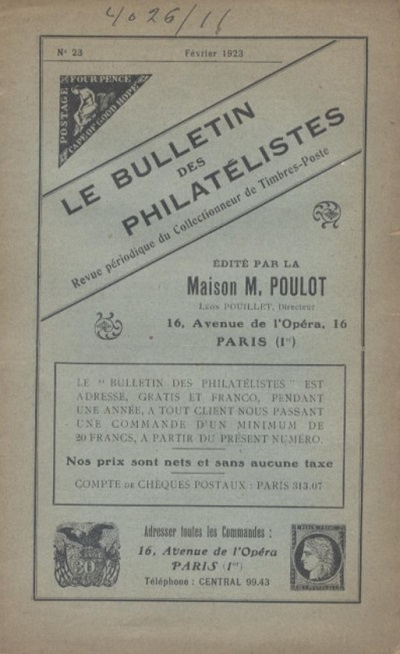 4026/11
N° 23
Février 1923
POSTAGE
FOUR PENCE
CAPE OF GOOD HOPE
LE BULLETIN
DES
PHILATÉLISTES
Revue périodique du Collectionneur de Timbres-Poste
ÉDITÉ PAR LA
Maison M. POULOT
LÉON POUILLET, Directeur
16, Avenue de l'Opéra, 16
PARIS (Iᵉʳ)
LE "BULLETIN DES PHILATÉLISTES" EST
ADRESSÉ, GRATIS ET FRANCO, PENDANT
UNE ANNÉE, A TOUT CLIENT NOUS PASSANT
UNE COMMANDE D'UN MINIMUM DE
20 FRANCS, A PARTIR DU PRÉSENT NUMÉRO.
Nos prix sont nets et sans aucune taxe
COMPTE DE CHÈQUES POSTAUX : PARIS 313.07
30
Adresser toutes les Commandes :
16, Avenue de l'Opéra
PARIS (Iᵉʳ)
Téléphone : CENTRAL 99.43